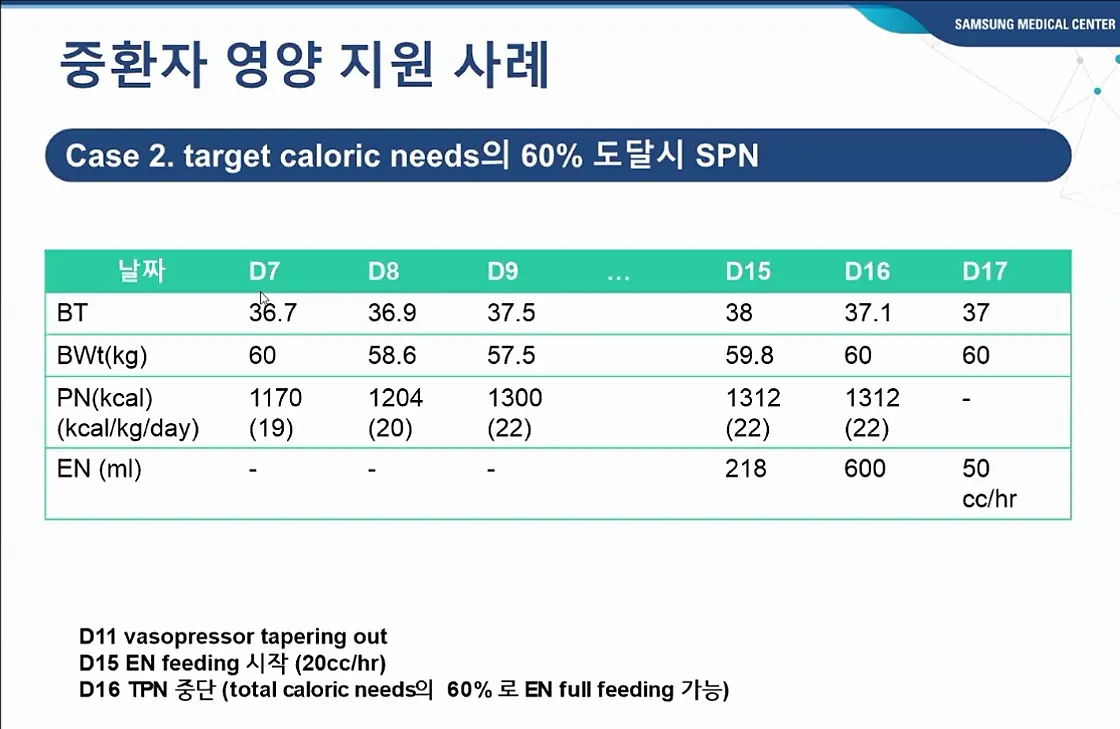 SAMSUNG MEDICAL CENTER
중환자 영양 지원 사례
Case 2. target caloric needs의 60% 도달시 SPN
날짜 D7 D8 D9 ... D15 D16 D17
BT 36.7 36.9 37.5 38 37.1 37
BWt(kg) 60 58.6 57.5 59.8 60 60
PN(kcal) 1170 1204 1300 1312 1312 -
(kcal/kg/day) (19) (20) (22) (22) (22)
EN (ml) - - - 218 600 50
cc/hr
D11 vasopressor tapering out
D15 EN feeding 시작 (20cc/hr)
D16 TPN 중단 (total caloric needs의 60% 로 EN full feeding 가능)